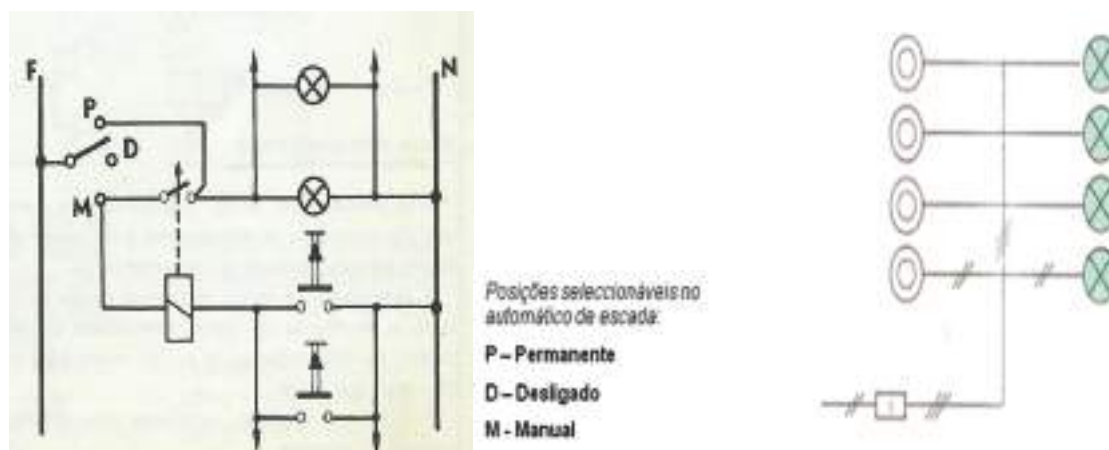 F
N
P
D
M
Posições seleccionáveis no
automático de escada:
P – Permanente
D – Desligado
M - Manual